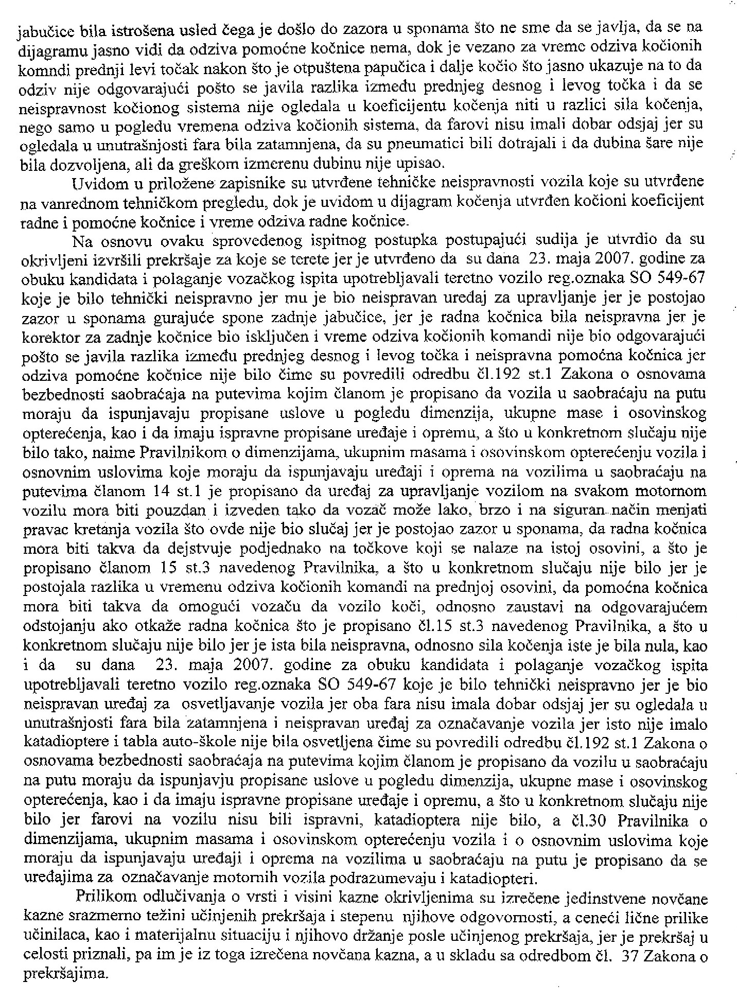 jabučice bila istrošena usled čega je došlo do zazora u sponama što ne sme da se javlja, da se na
dijagramu jasno vidi da odziva pomoćne kočnice nema, dok je vezano za vreme odziva kočionih
komndi prednji levi točak nakon što je otpuštena papučica i dalje kočio što jasno ukazuje na to da
odziv nije odgovarajući pošto se javila razlika između prednjeg desnog i levog točka i da se
neispravnost kočionog sistema nije ogledala u koeficijentu kočenja niti u razlici sila kočenja,
nego samo u pogledu vremena odziva kočionih sistema, da farovi nisu imali dobar odsjaj jer su
ogledala u unutrašnjosti fara bila zatamnjena, da su pneumatici bili dotrajali i da dubina šare nije
bila dozvoljena, ali da greškom izmerenu dubinu nije upisao.
Uvidom u priložene zapisnike su utvrđene tehničke neispravnosti vozila koje su utvrđene
na vanrednom tehničkom pregledu, dok je uvidom u dijagram kočenja utvrđen kočioni koeficijent
radne i pomoćne kočnice i vreme odziva radne kočnice.
Na osnovu ovaku sprovedenog ispitnog postupka postupajući sudija je utvrdio da su
okrivljeni izvršili prekršaje za koje se terete jer je utvrđeno da su dana 23. maja 2007. godine za
obuku kandidata i polaganje vozačkog ispita upotrebljavali teretno vozilo reg.oznaka SO 549-67
koje je bilo tehnički neispravno jer mu je bio neispravan uređaj za upravljanje jer je postojao
zazor u sponama gurajuće spone zadnje jabučice, jer je radna kočnica bila neispravna jer je
korektor za zadnje kočnice bio isključen i vreme odziva kočionih komandi nije bio odgovarajući
pošto se javila razlika između prednjeg desnog i levog točka i neispravna pomoćna kočnica jer
odziva pomoćne kočnice nije bilo čime su povredili odredbu čl.192 st.1 Zakona o osnovama
bezbednosti saobraćaja na putevima kojim članom je propisano da vozila u saobraćaju na putu
moraju da ispunjavaju propisane uslove u pogledu dimenzija, ukupne mase i osovinskog
opterećenja, kao i da imaju ispravne propisane uređaje i opremu, a što u konkretnom slučaju nije
bilo tako, naime Pravilnikom o dimenzijama, ukupnim masama i osovinskom opterećenju vozila i
osnovnim uslovima koje moraju da ispunjavaju uređaji i oprema na vozilima u saobraćaju na
putevima članom 14 st.1 je propisano da uređaj za upravljanje vozilom na svakom motornom
vozilu mora biti pouzdan i izveden tako da vozač može lako, brzo i na siguran način menjati
pravac kretanja vozila što ovde nije bio slučaj jer je postojao zazor u sponama, da radna kočnica
mora biti takva da dejstvuje podjednako na točkove koji se nalaze na istoj osovini, a što je
propisano članom 15 st.3 navedenog Pravilnika, a što u konkretnom slučaju nije bilo jer je
postojala razlika u vremenu odziva kočionih komandi na prednjoj osovini, da pomoćna kočnica
mora biti takva da omogući vozaču da vozilo koči, odnosno zaustavi na odgovarajućem
odstojanju ako otkaže radna kočnica što je propisano čl.15 st.3 navedenog Pravilnika, a što u
konkretnom slučaju nije bilo jer je ista bila neispravna, odnosno sila kočenja iste je bila nula, kao
i da su dana 23. maja 2007. godine za obuku kandidata i polaganje vozačkog ispita
upotrebljavali teretno vozilo reg.oznaka SO 549-67 koje je bilo tehnički neispravno jer je bio
neispravan uređaj za osvetljavanje vozila jer oba fara nisu imala dobar odsjaj jer su ogledala u
unutrašnjosti fara bila zatamnjena i neispravan uređaj za označavanje vozila jer isto nije imalo
katadioptere i tabla auto-škole nije bila osvetljena čime su povredili odredbu čl.192 st.1 Zakona o
osnovama bezbednosti saobraćaja na putevima kojim članom je propisano da vozilu u saobraćaju
na putu moraju da ispunjavju propisane uslove u pogledu dimenzija, ukupne mase i osovinskog
opterećenja, kao i da imaju ispravne propisane uređaje i opremu, a što u konkretnom slučaju nije
bilo jer farovi na vozilu nisu bili ispravni, katadioptera nije bilo, a čl.30 Pravilnika o
dimenzijama, ukupnim masama i osovinskom opterećenju vozila i o osnovnim uslovima koje
moraju da ispunjavaju uređaji i oprema na vozilima u saobraćaju na putu je propisano da se
uređajima za označavanje motornih vozila podrazumevaju i katadiopteri.
Prilikom odlučivanja o vrsti i visini kazne okrivljenima su izrečene jedinstvene novčane
kazne srazmerno težini učinjenih prekršaja i stepenu njihove odgovornosti, a ceneći lične prilike
učinilaca, kao i materijalnu situaciju i njihovo držanje posle učinjenog prekršaja, jer je prekršaj u
celosti priznali, pa im je iz toga izrečena novčana kazna, a u skladu sa odredbom čl. 37 Zakona o
prekršajima.